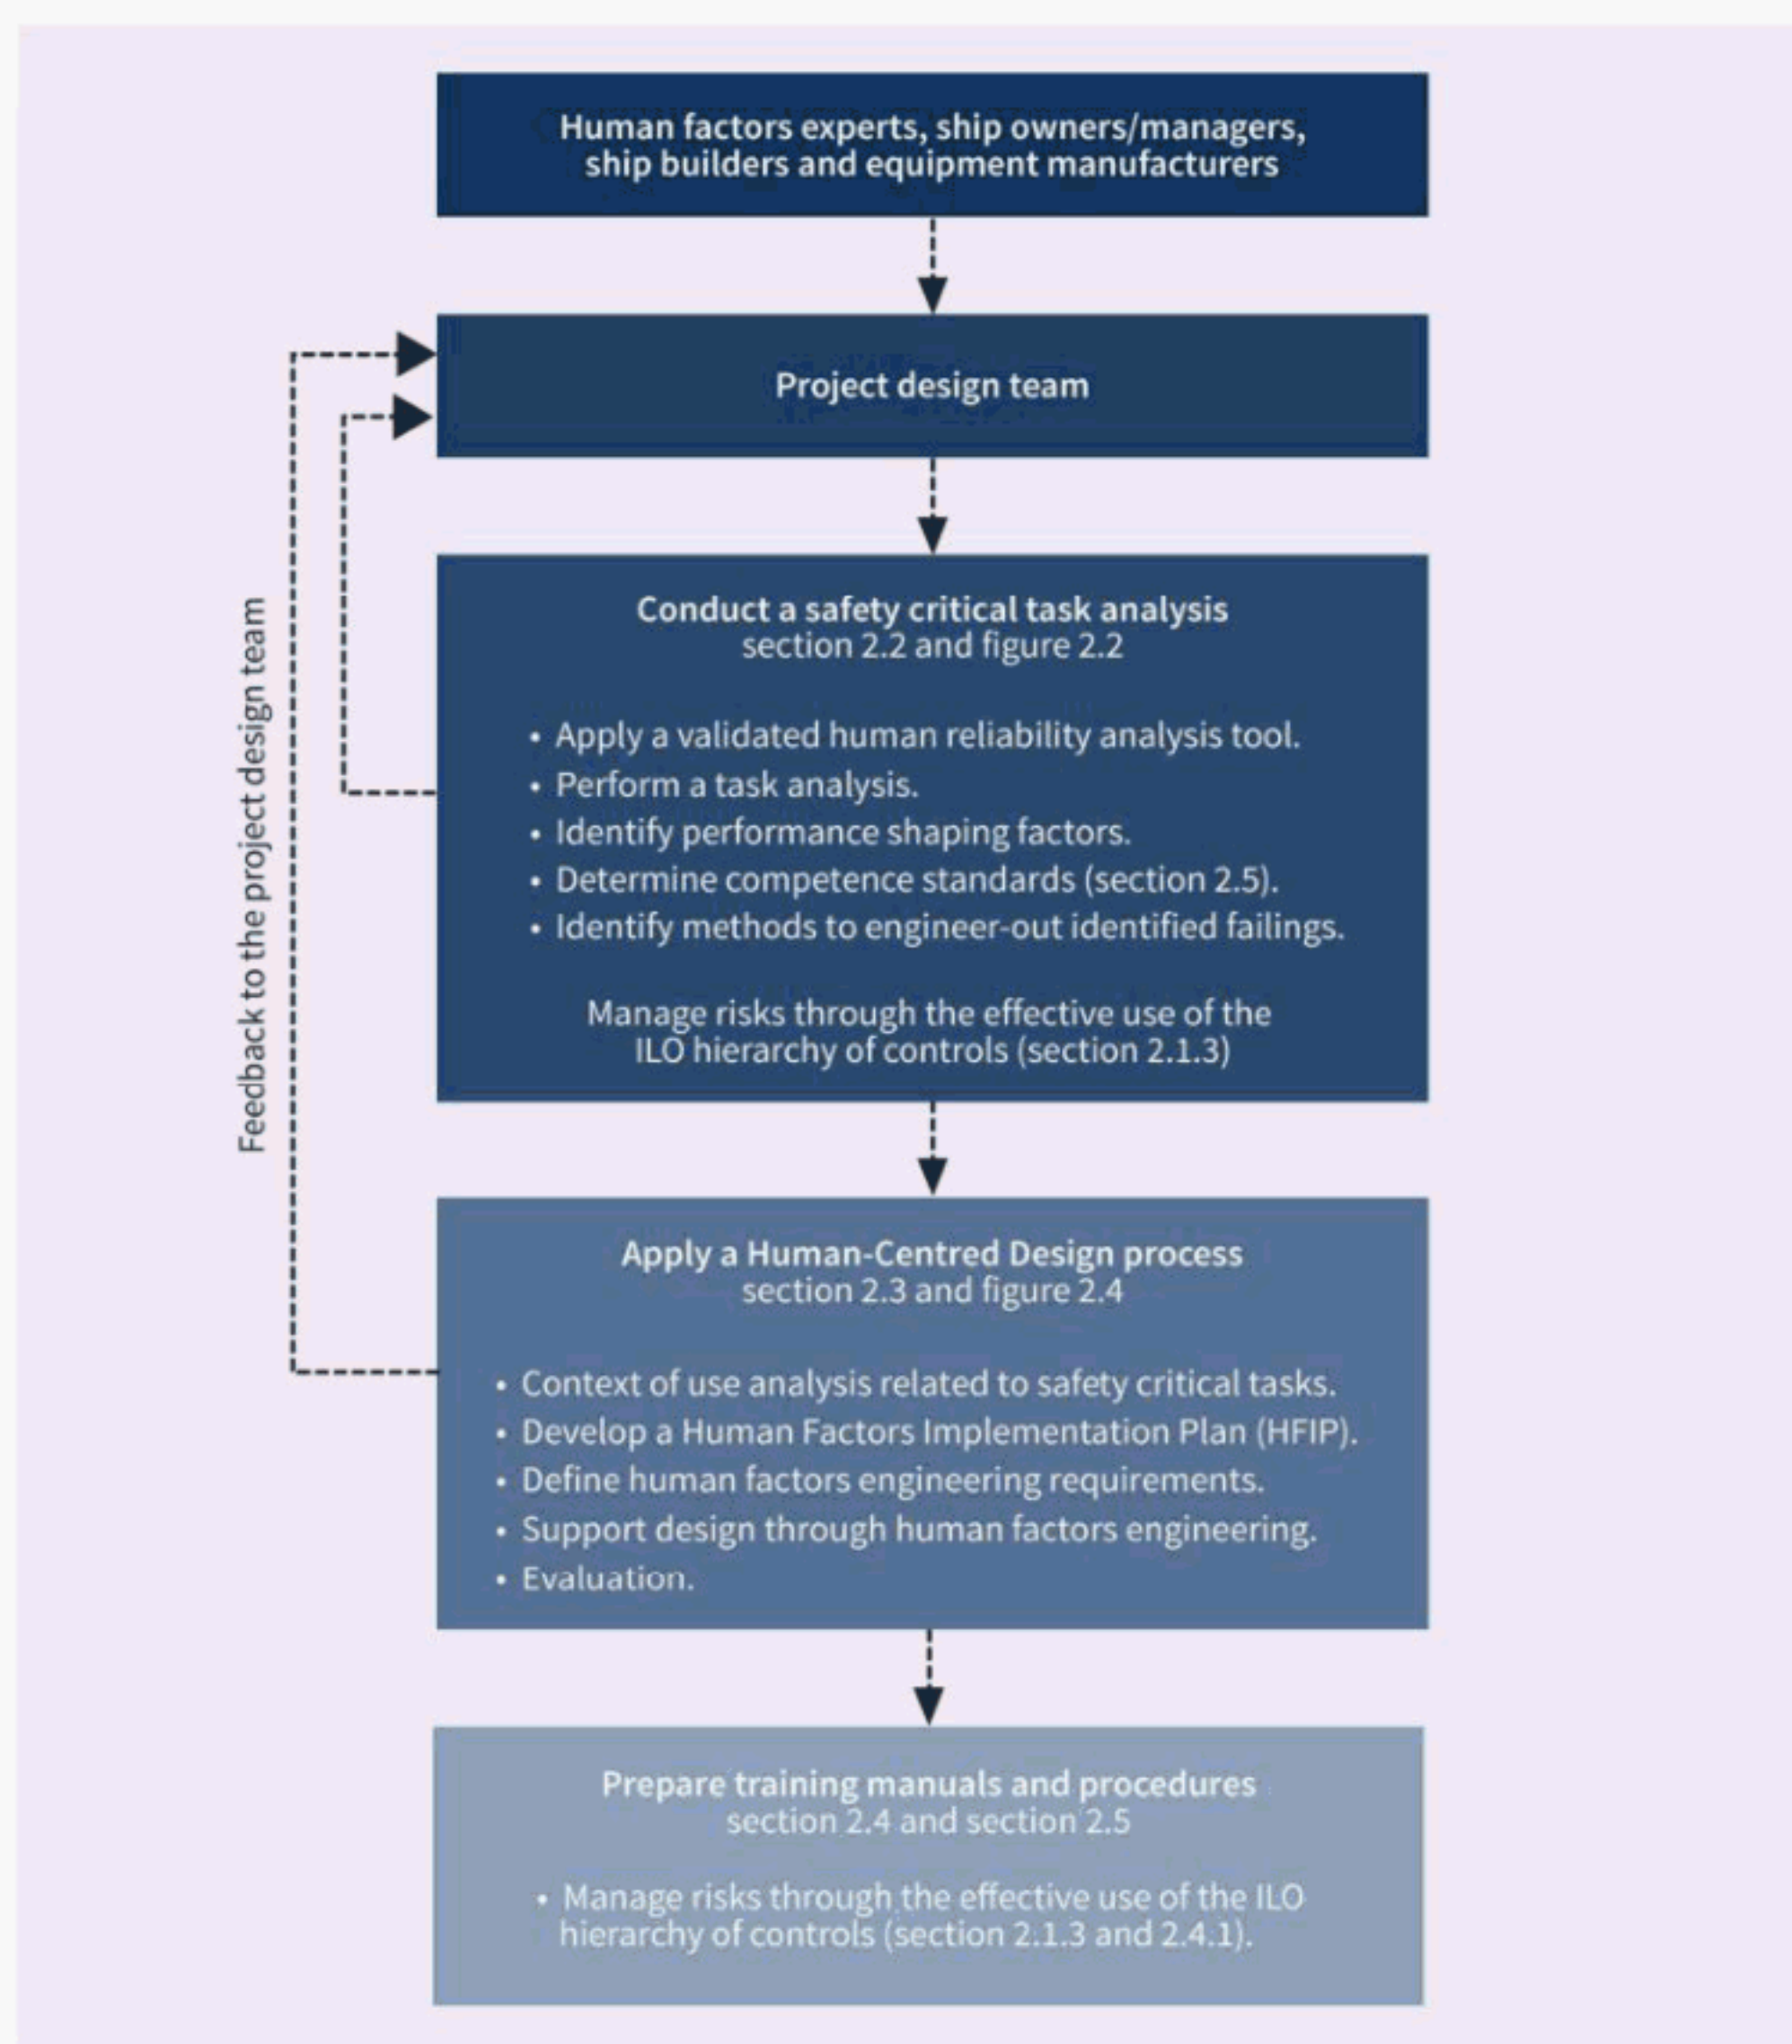 Human factors experts, ship owners/managers,
ship builders and equipment manufacturers
Project design team
Feedback to the project design team
Conduct a safety critical task analysis
section 2.2 and figure 2.2
• Apply a validated human reliability analysis tool.
• Perform a task analysis.
• Identify performance shaping factors.
• Determine competence standards (section 2.5).
• Identify methods to engineer-out identified failings.
Manage risks through the effective use of the
ILO hierarchy of controls (section 2.1.3)
Apply a Human-Centred Design process
section 2.3 and figure 2.4
• Context of use analysis related to safety critical tasks.
• Develop a Human Factors Implementation Plan (HFIP).
• Define human factors engineering requirements.
• Support design through human factors engineering.
• Evaluation.
Prepare training manuals and procedures
section 2.4 and section 2.5
• Manage risks through the effective use of the ILO
hierarchy of controls (section 2.1.3 and 2.4.1).